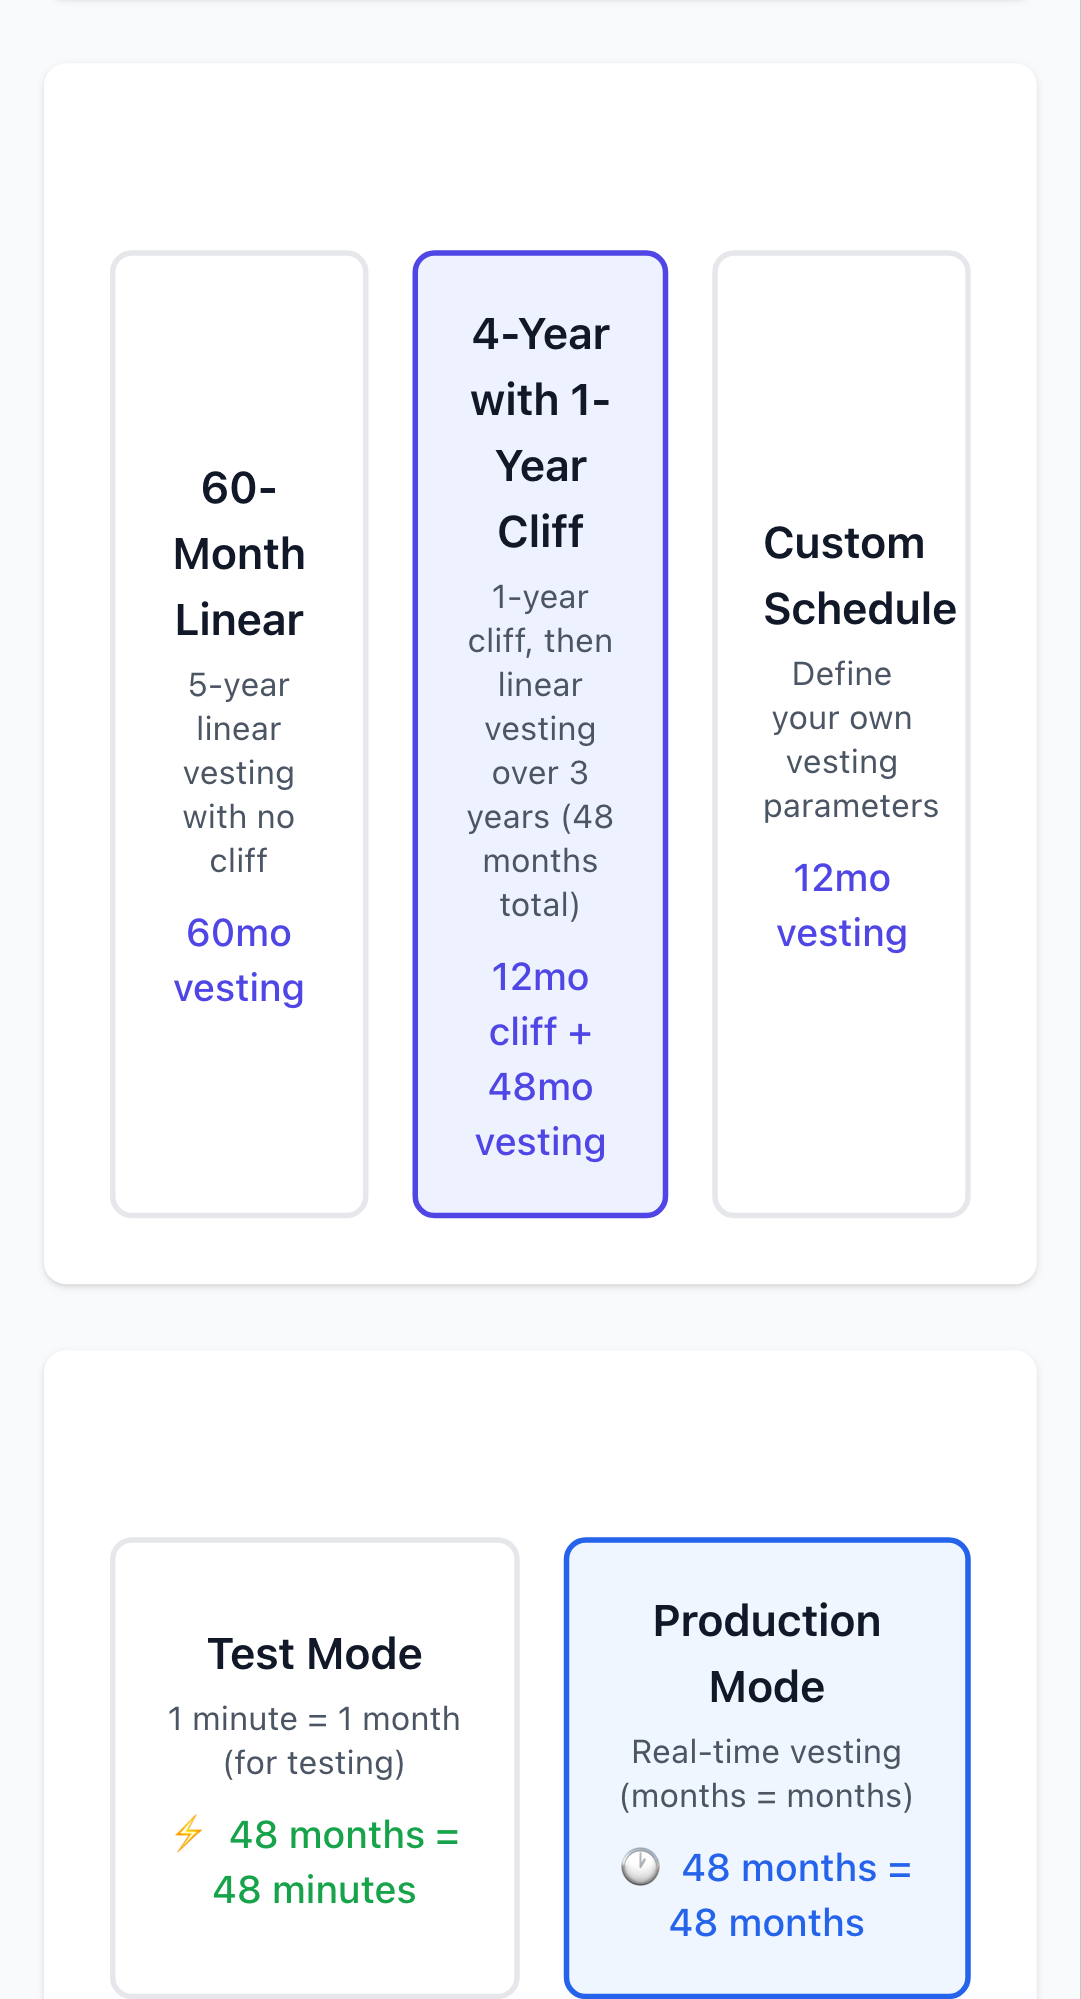 60-
Month
Linear
5-year
linear
vesting
with no
cliff
60mo
vesting
4-Year
with 1-
Year
Cliff
1-year
cliff, then
linear
vesting
over 3
years (48
months
total)
12mo
cliff +
48mo
vesting
Custom
Schedule
Define
your own
vesting
parameters
12mo
vesting
Test Mode
1 minute = 1 month
(for testing)
⚡ 48 months =
48 minutes
Production
Mode
Real-time vesting
(months = months)
🕐 48 months =
48 months